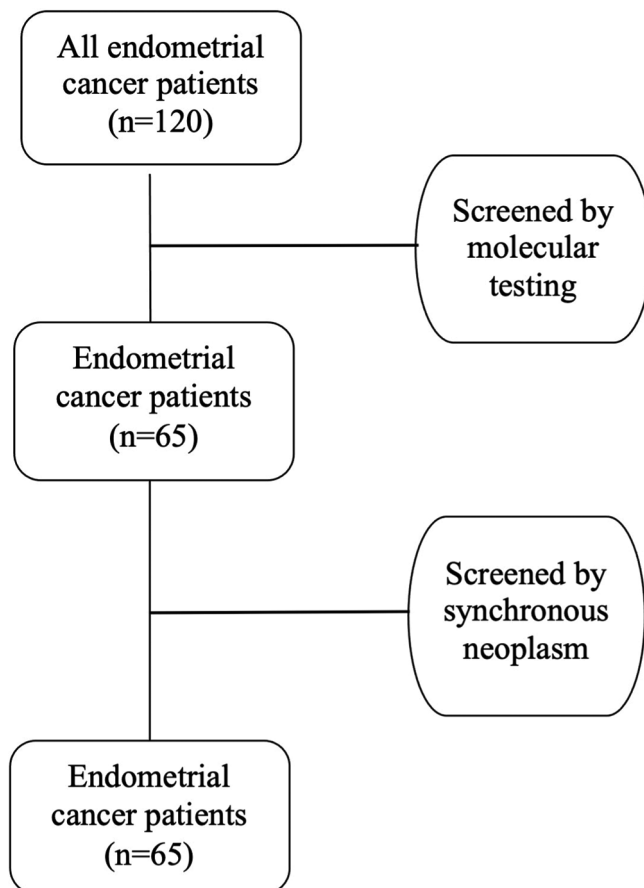 All endometrial
cancer patients
(n=120)
Screened by
molecular
testing
Endometrial
cancer patients
(n=65)
Screened by
synchronous
neoplasm
Endometrial
cancer patients
(n=65)